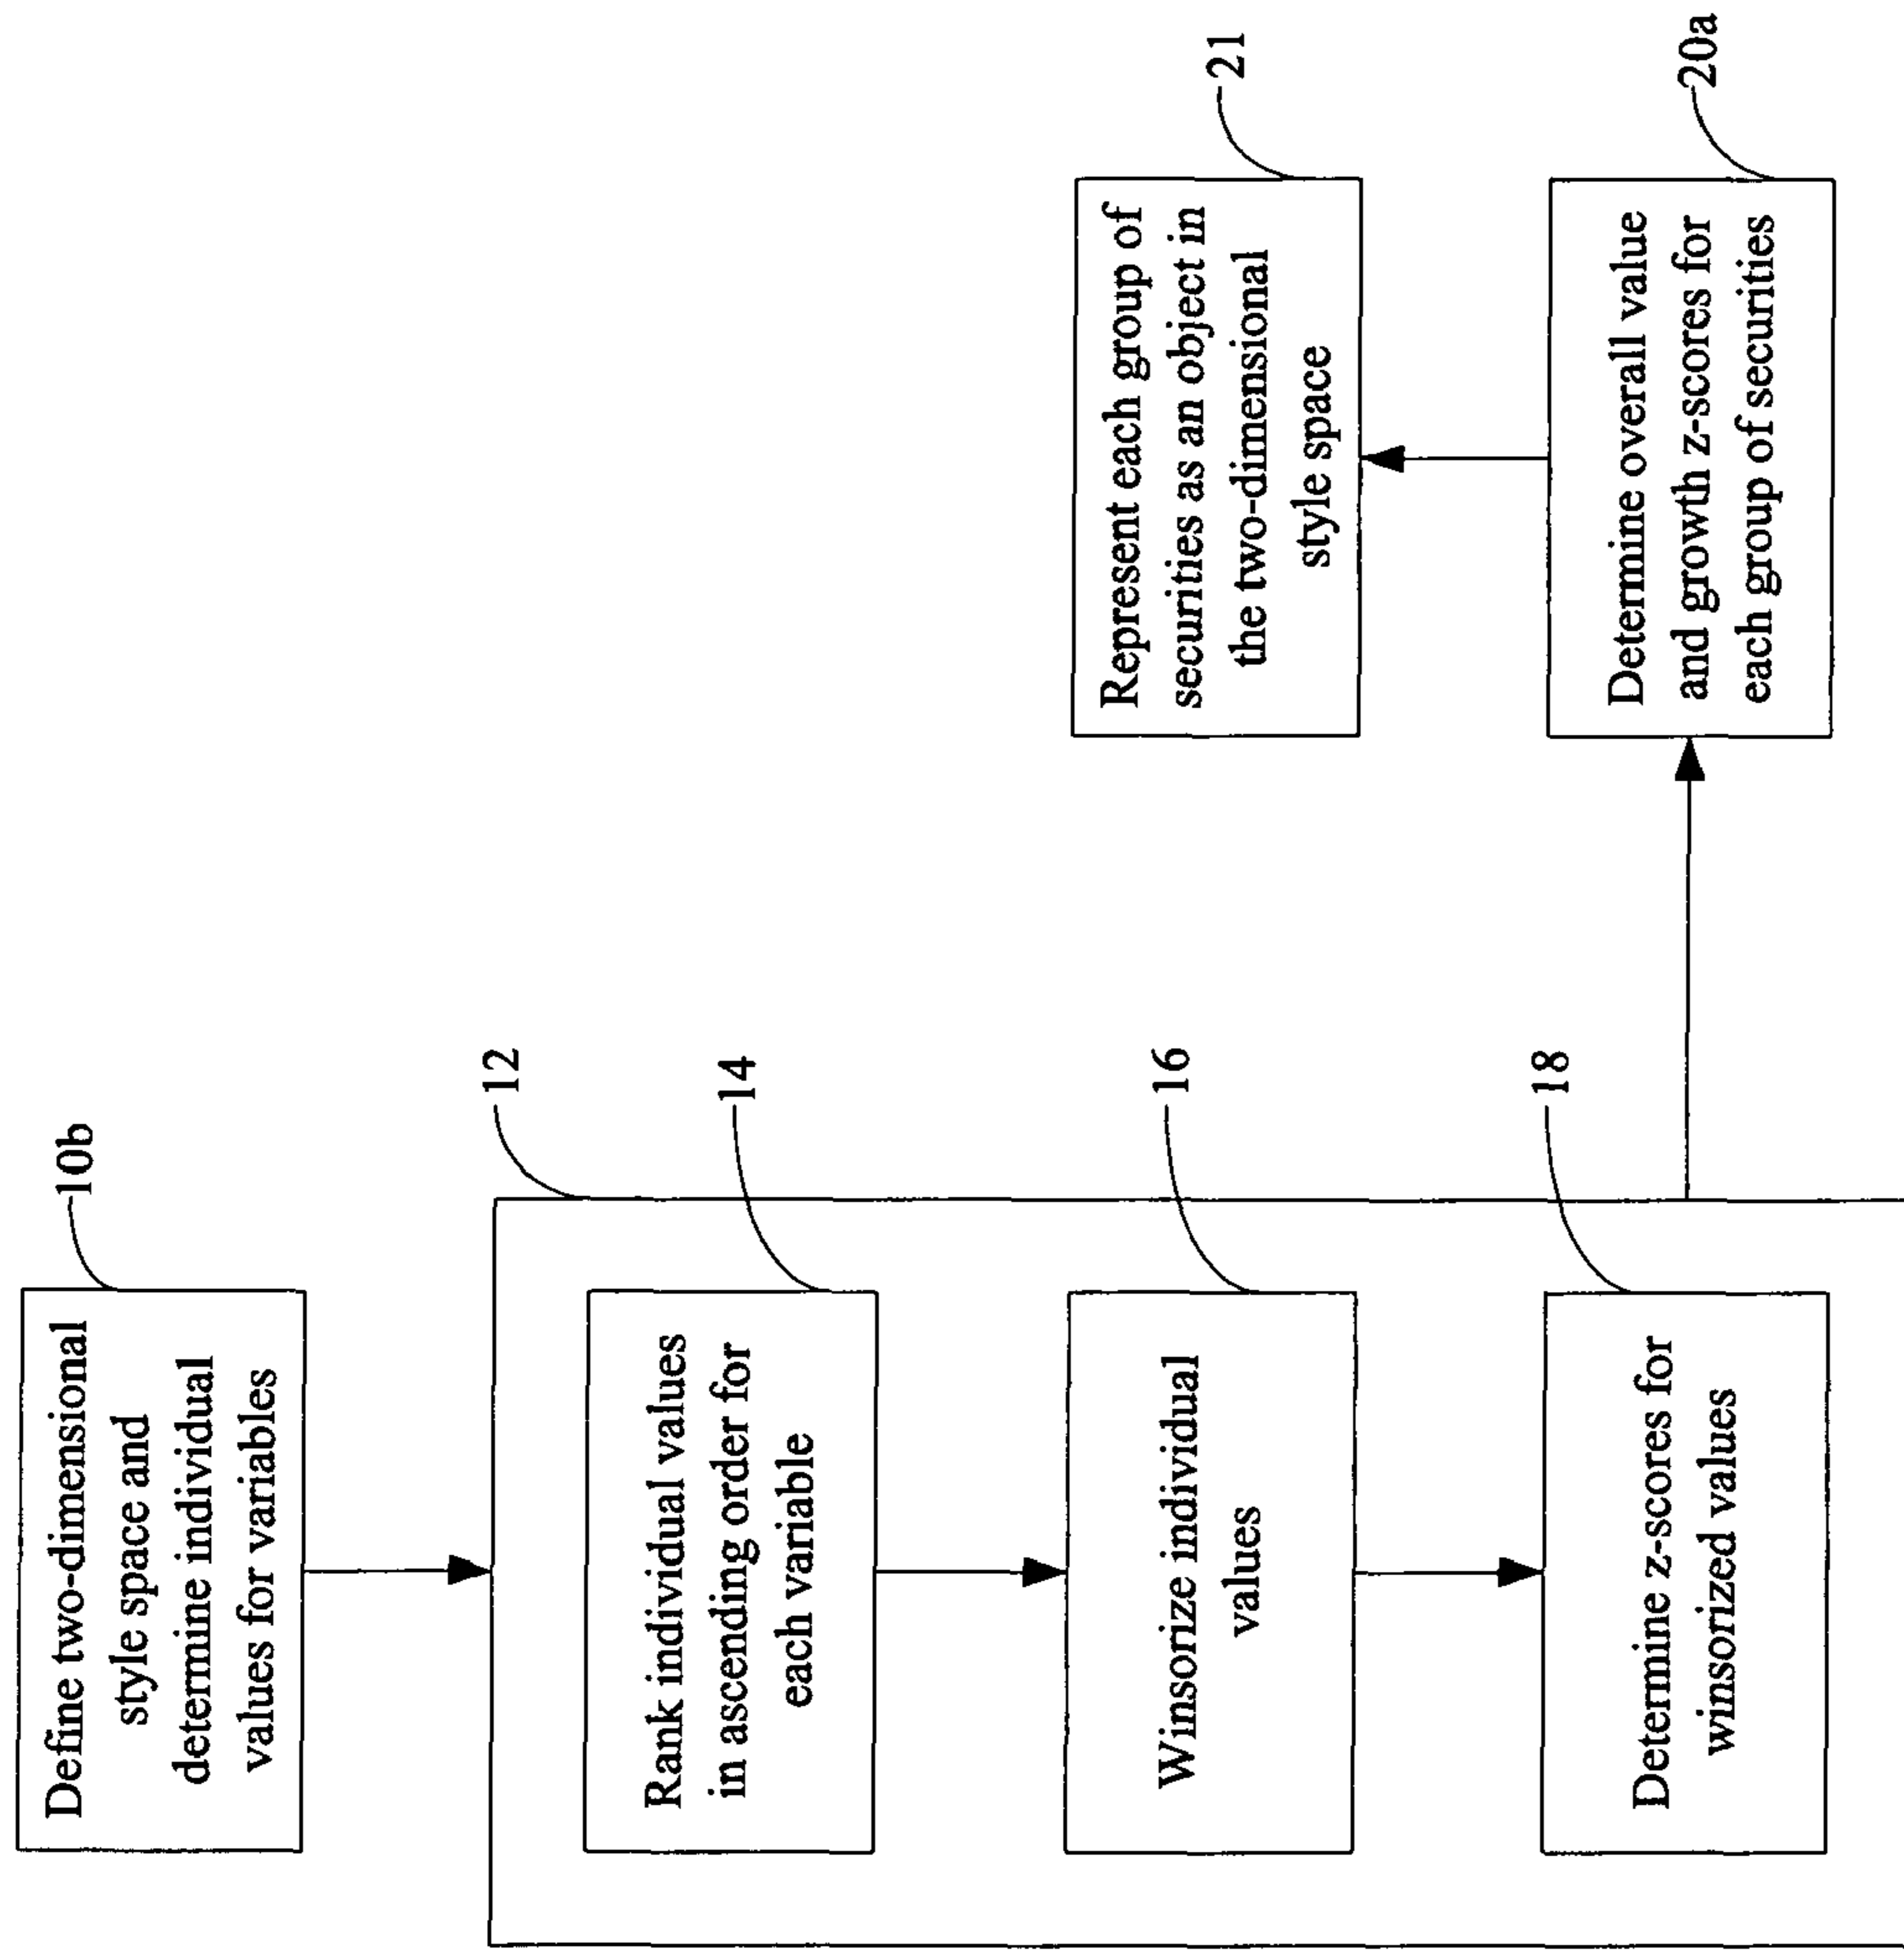 Define two-dimensional
style space and
determine individual
values for variables
10b
12
Rank individual values
in ascending order for
each variable
14
Winsorize individual
values
16
Determine z-scores for
winsorized values
18
Represent each group of
securities as an object in
the two-dimensional
style space
21
Determine overall value
and growth z-scores for
each group of securities
20a